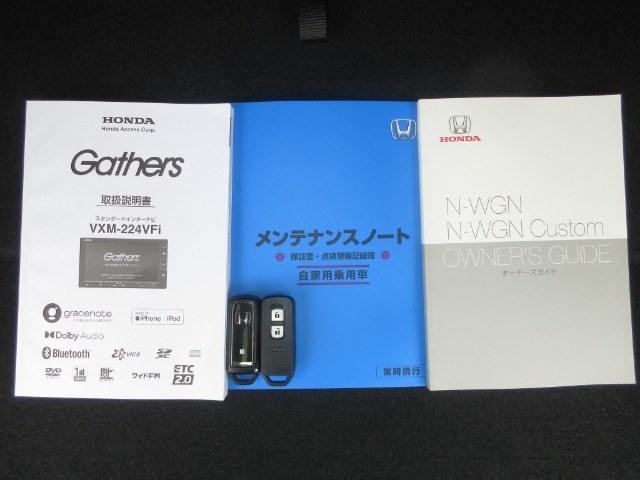 HONDA
Honda Access Corp.
Gathers
取扱説明書
スタンダードインターナビ
VXM-224VFi
Gathers
gracenote.
iPhone iPod
Dolby Audio
Bluetooth
VICS
DVD
1seg
ワイドFM
ETC
2.0
メンテナンスノート
保証書・点検整備記録簿
自家用乗用車
常時携行
HONDA
N-WGN
N-WGN Custom
OWNER'S GUIDE
オーナーズガイド